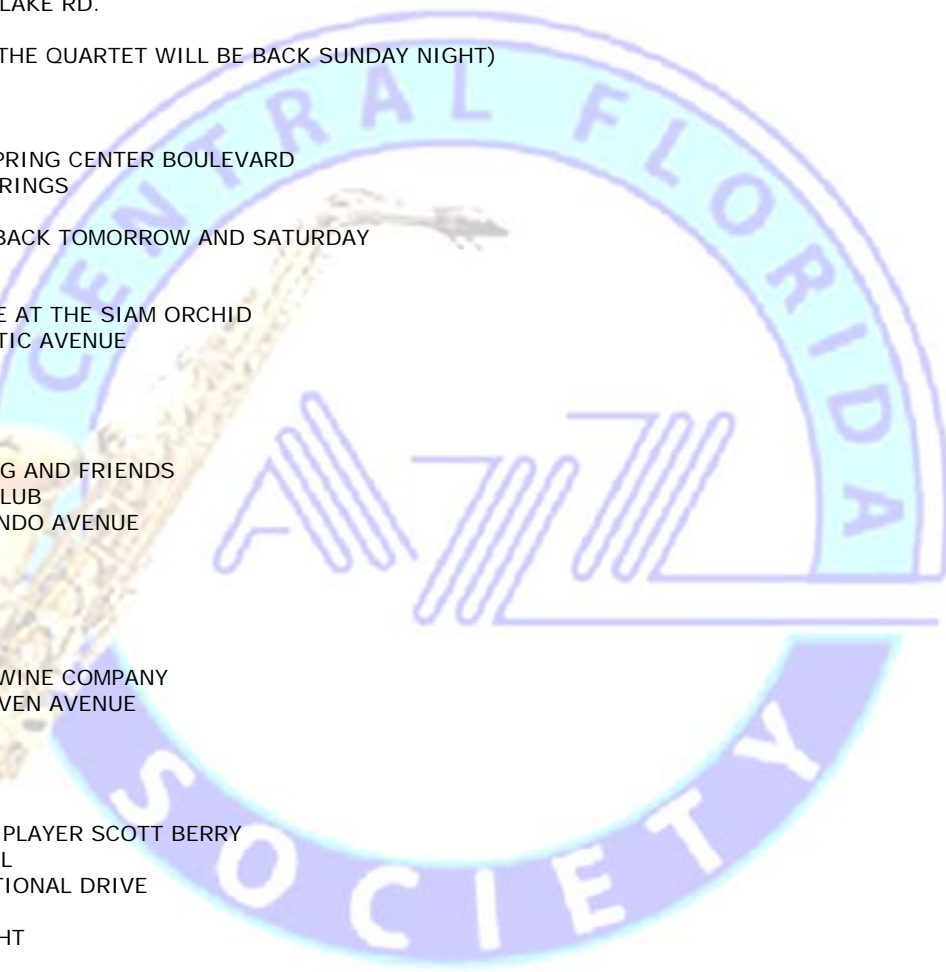 LAKE RD.
THE QUARTET WILL BE BACK SUNDAY NIGHT)
PRING CENTER BOULEVARD
RINGS
BACK TOMORROW AND SATURDAY
E AT THE SIAM ORCHID
TIC AVENUE
G AND FRIENDS
LUB
NDO AVENUE
WINE COMPANY
VEN AVENUE
PLAYER SCOTT BERRY
L
TIONAL DRIVE
HT
CENTRAL FLORIDA
JAZZ
SOCIETY